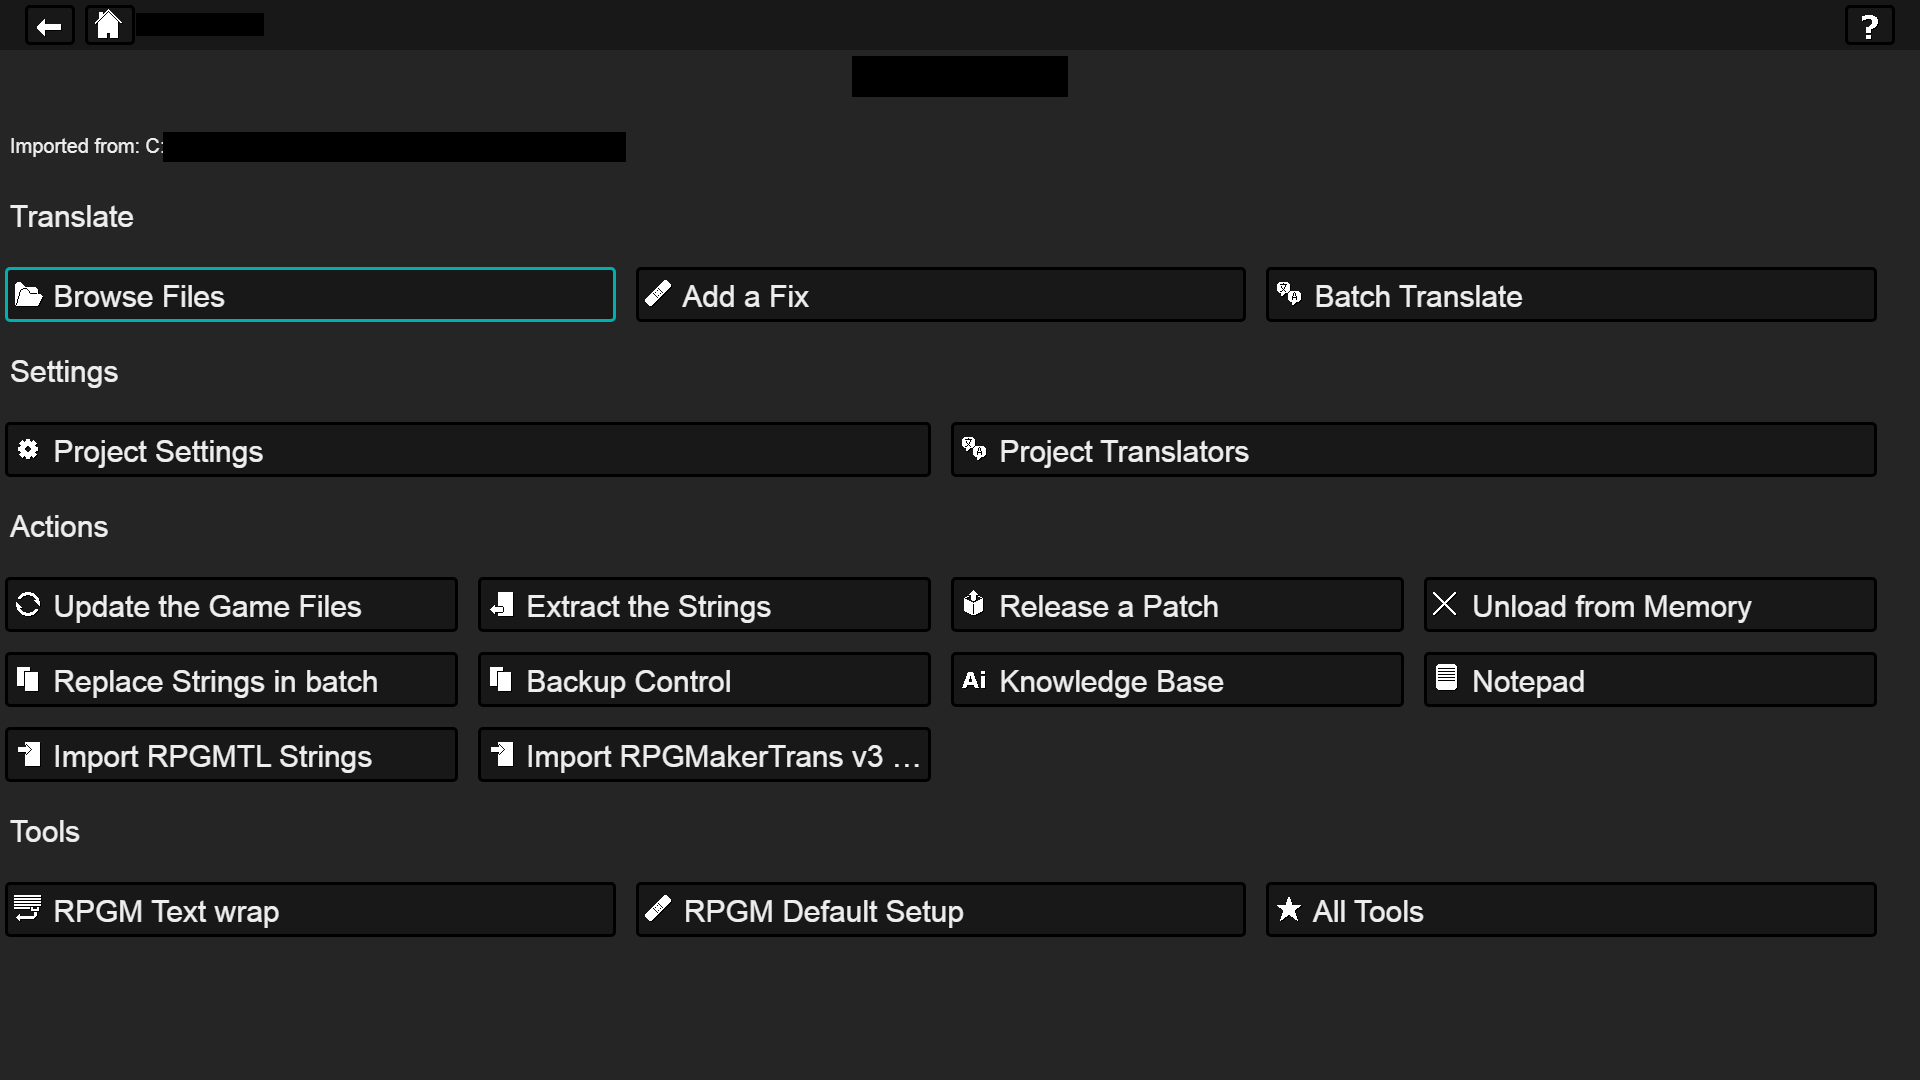 ?
Imported from: C:
Translate
Browse Files
Add a Fix
Batch Translate
Settings
Project Settings
Project Translators
Actions
Update the Game Files
Extract the Strings
Release a Patch
Unload from Memory
Replace Strings in batch
Backup Control
Ai Knowledge Base
Notepad
Import RPGMTL Strings
Import RPGMakerTrans v3 ...
Tools
RPGM Text wrap
RPGM Default Setup
All Tools